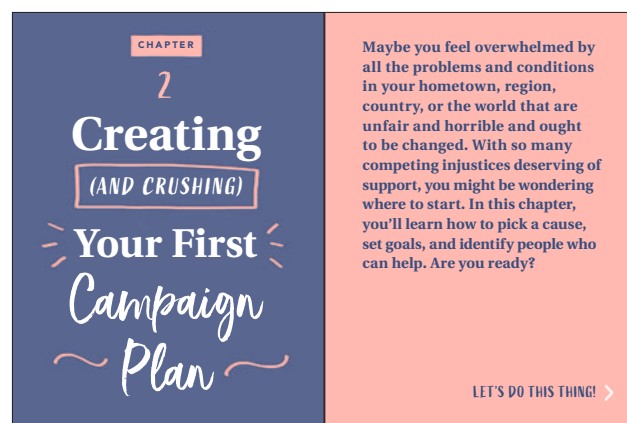 CHAPTER
2
Creating
(AND CRUSHING)
Your First
Campaign
Plan
Maybe you feel overwhelmed by
all the problems and conditions
in your hometown, region,
country, or the world that are
unfair and horrible and ought
to be changed. With so many
competing injustices deserving of
support, you might be wondering
where to start. In this chapter,
you'll learn how to pick a cause,
set goals, and identify people who
can help. Are you ready?
LET'S DO THIS THING!